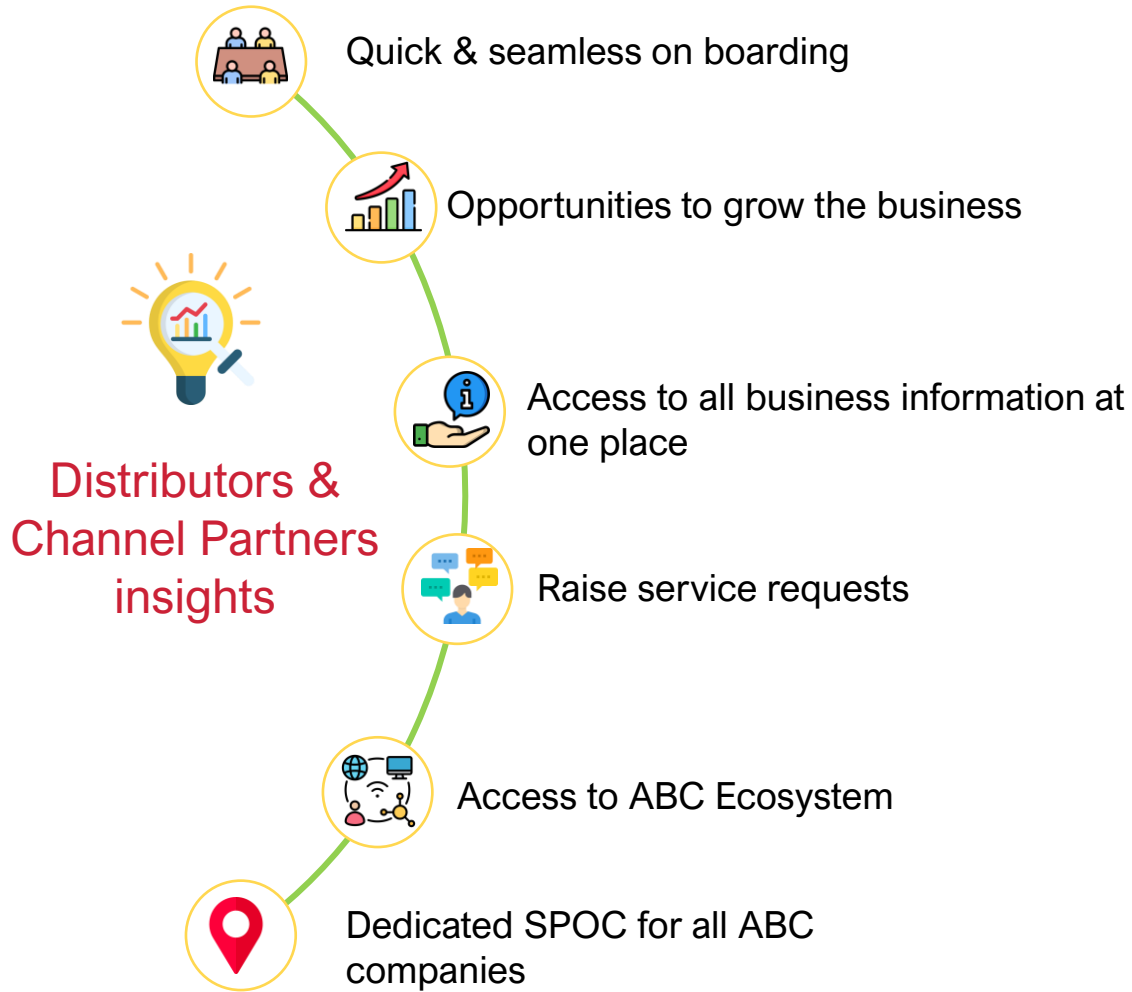 Quick & seamless on boarding
Opportunities to grow the business
Access to all business information at
one place
Distributors &
Channel Partners
insights
Raise service requests
Access to ABC Ecosystem
Dedicated SPOC for all ABC
companies